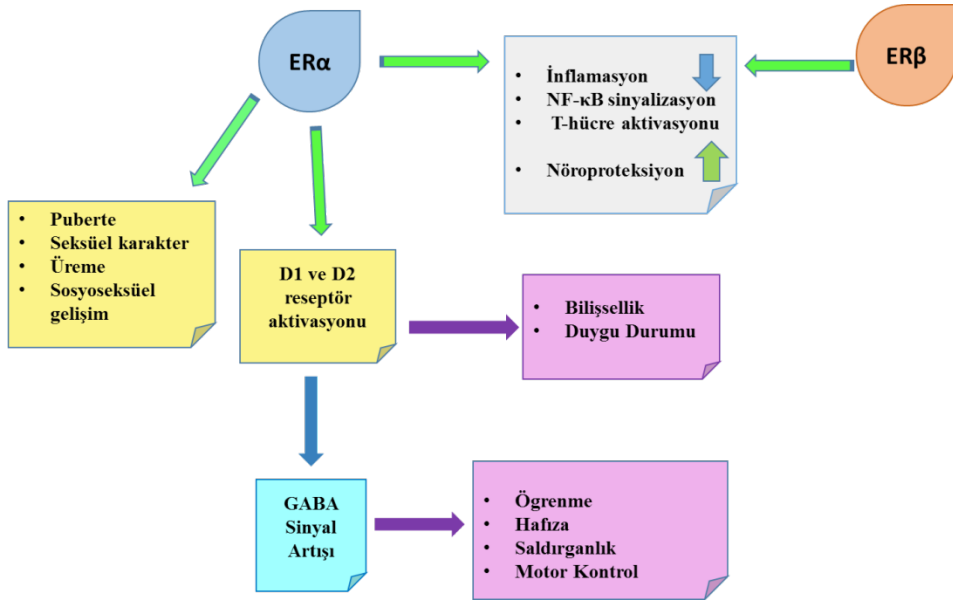 ERα
ERβ
• İnflamasyon
• NF-κB sinyalizasyon
• T-hücre aktivasyonu
• Nöroproteksiyon
• Puberte
• Seksüel karakter
• Üreme
• Sosyoseksüel
gelişim
D1 ve D2
reseptör
aktivasyonu
• Bilişsellik
• Duygu Durumu
GABA
Sinyal
Artışı
• Ögrenme
• Hafıza
• Saldırganlık
• Motor Kontrol